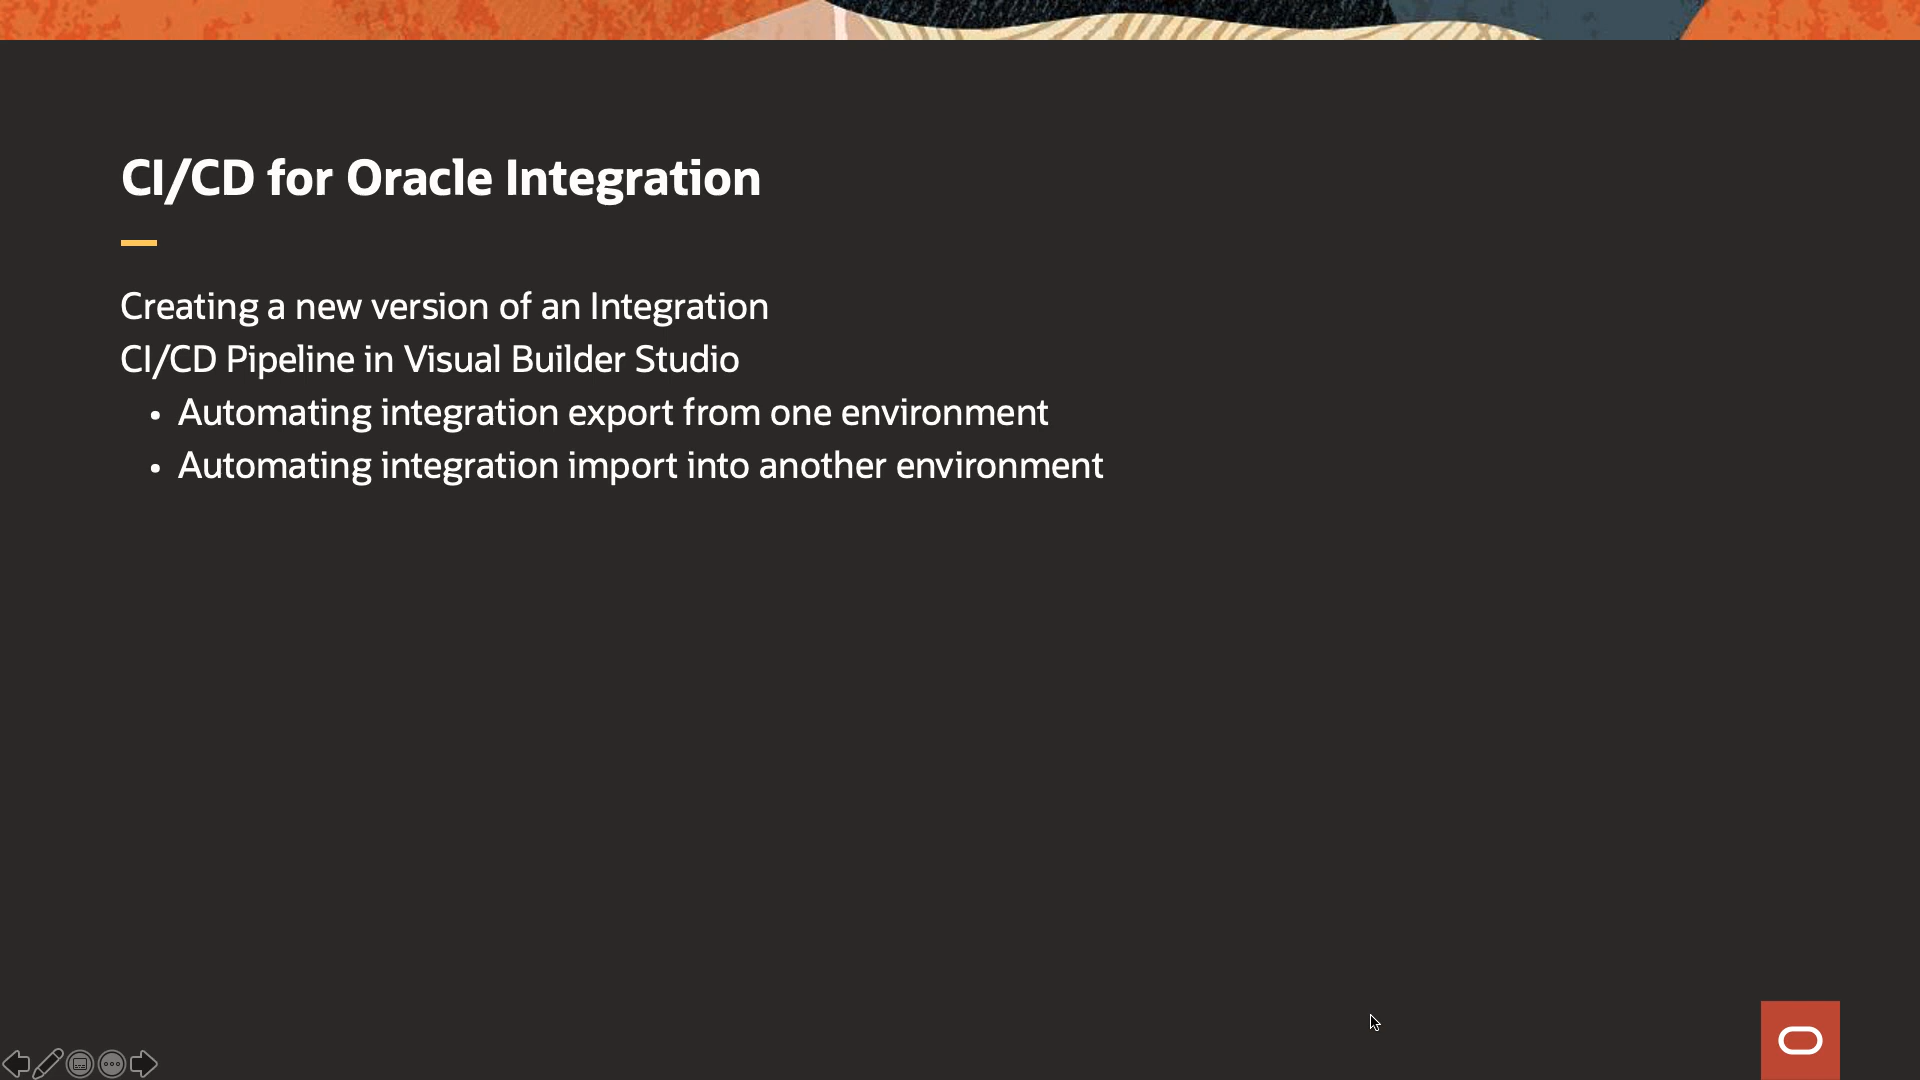 CI/CD for Oracle Integration
Creating a new version of an Integration
CI/CD Pipeline in Visual Builder Studio
• Automating integration export from one environment
• Automating integration import into another environment